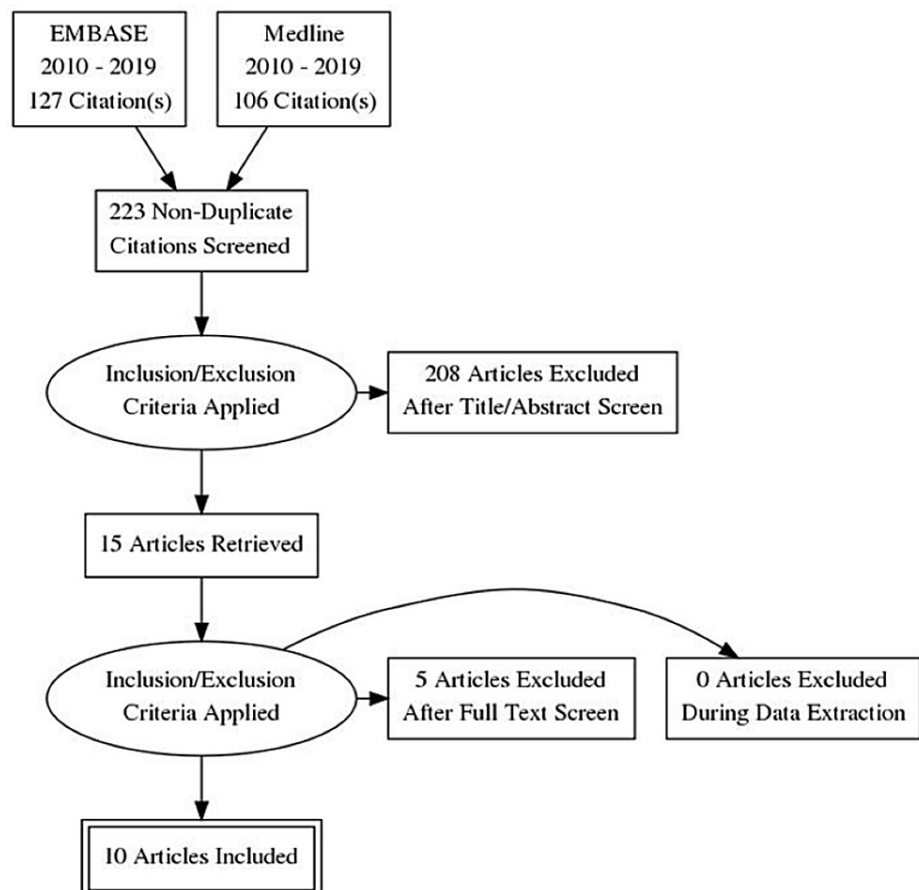 EMBASE
2010 - 2019
127 Citation(s)
Medline
2010 - 2019
106 Citation(s)
223 Non-Duplicate
Citations Screened
Inclusion/Exclusion
Criteria Applied
208 Articles Excluded
After Title/Abstract Screen
15 Articles Retrieved
Inclusion/Exclusion
Criteria Applied
5 Articles Excluded
After Full Text Screen
0 Articles Excluded
During Data Extraction
10 Articles Included